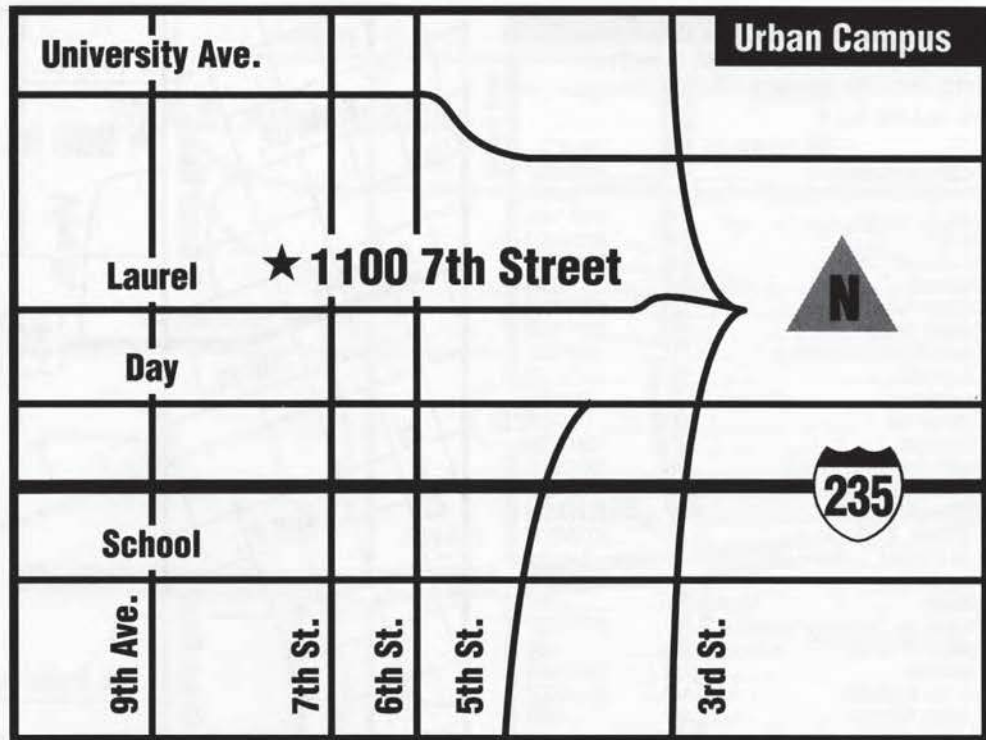 Urban Campus
University Ave.
Laurel
★ 1100 7th Street
N
Day
235
School
9th Ave.
7th St.
6th St.
5th St.
3rd St.